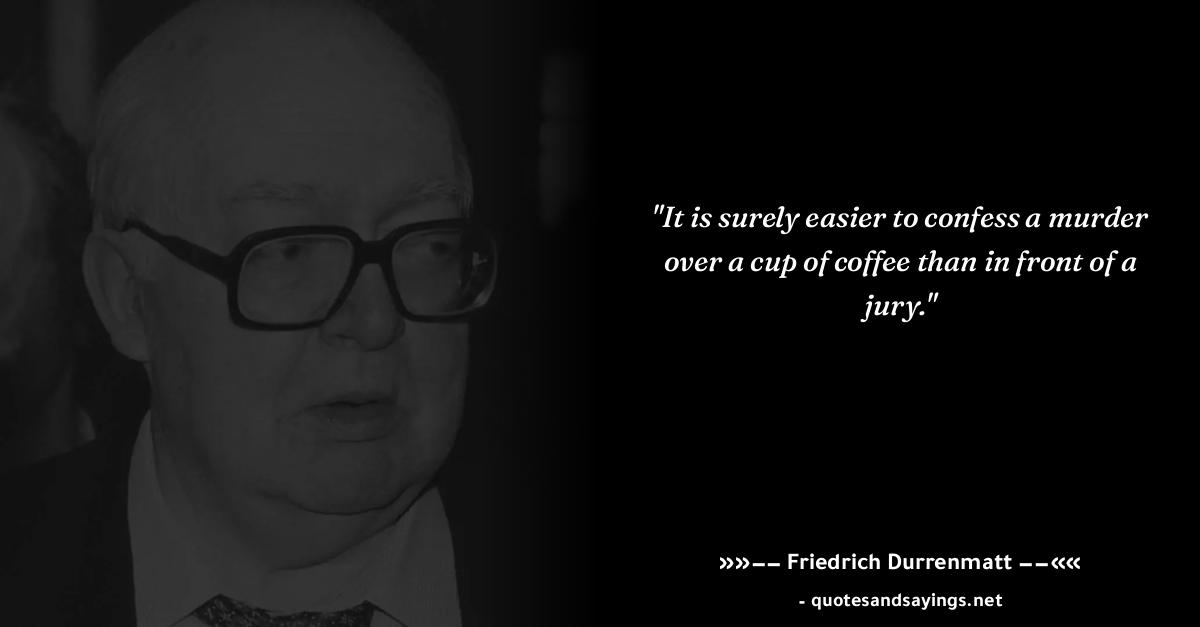 "It is surely easier to confess a murder
over a cup of coffee than in front of a
jury."
»»−− Friedrich Durrenmatt −−««
- quotesandsayings.net